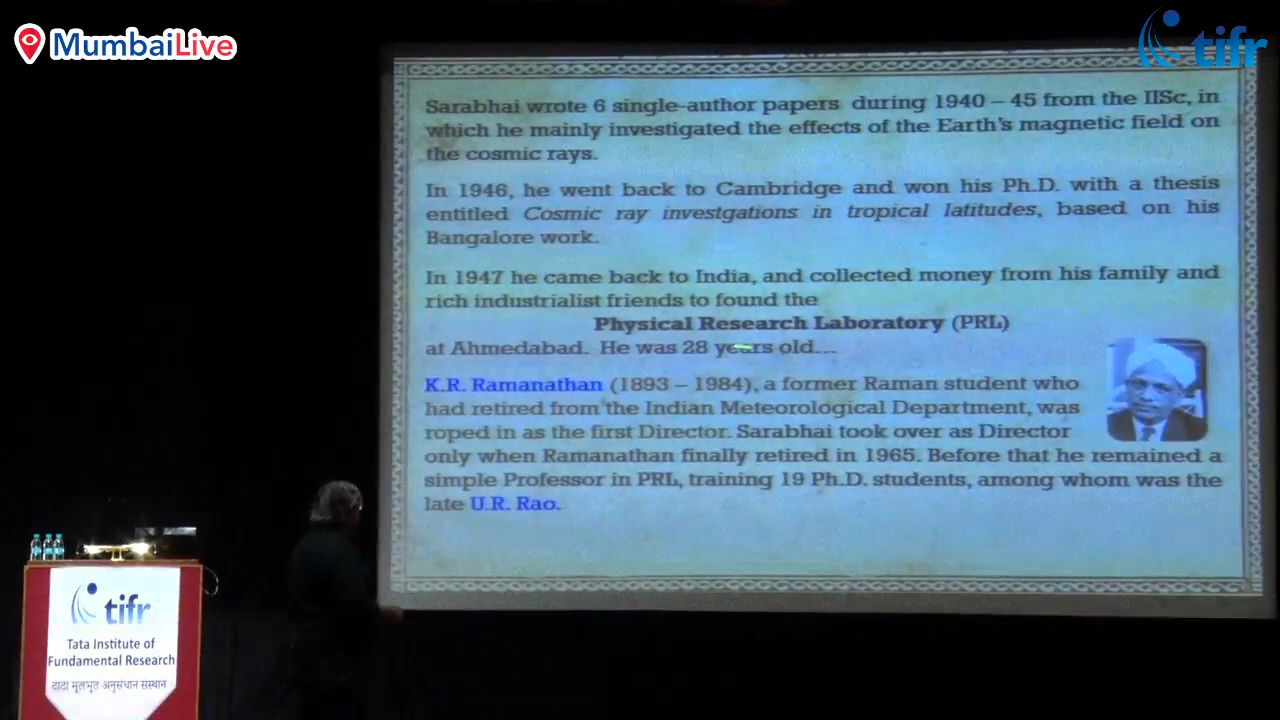 MumbaiLive
tifr
Sarabhai wrote 6 single-author papers during 1940 – 45 from the IISc, in
which he mainly investigated the effects of the Earth's magnetic field on
the cosmic rays.
In 1946, he went back to Cambridge and won his Ph.D. with a thesis
entitled Cosmic ray investgations in tropical latitudes, based on his
Bangalore work.
In 1947 he came back to India, and collected money from his family and
rich industrialist friends to found the
Physical Research Laboratory (PRL)
at Ahmedabad. He was 28 years old...
K.R. Ramanathan (1893 – 1984), a former Raman student who
had retired from the Indian Meteorological Department, was
roped in as the first Director. Sarabhai took over as Director
only when Ramanathan finally retired in 1965. Before that he remained a
simple Professor in PRL, training 19 Ph.D. students, among whom was the
late U.R. Rao.
tifr
Tata Institute of
Fundamental Research
टाटा मूलभूत अनुसंधान संस्थान